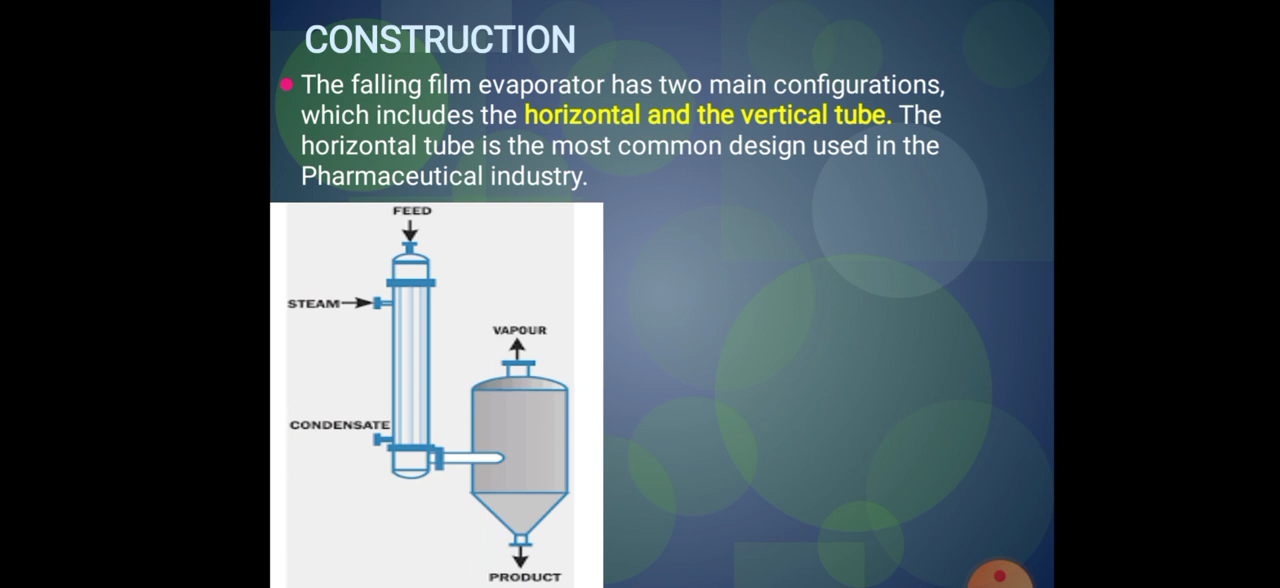 CONSTRUCTION
The falling film evaporator has two main configurations,
which includes the horizontal and the vertical tube. The
horizontal tube is the most common design used in the
Pharmaceutical industry.
FEED
STEAM
VAPOUR
CONDENSATE
PRODUCT